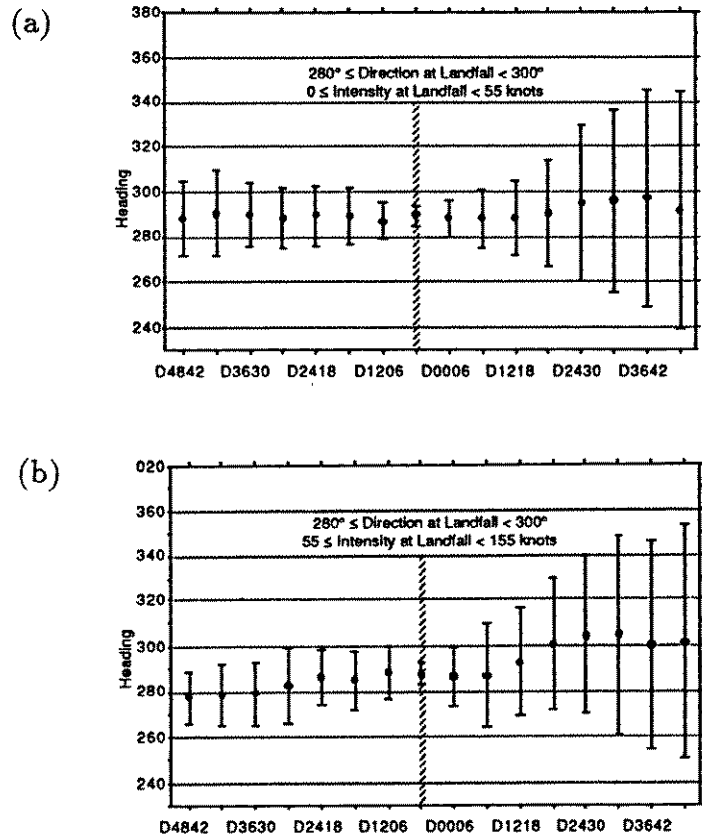 (a)
380
360
340
320
300
280
260
240
Heading
280° ≤ Direction at Landfall < 300°
0 ≤ Intensity at Landfall < 55 knots
D4842 D3630 D2418 D1206 D0006 D1218 D2430 D3642
(b)
020
360
340
320
300
280
260
240
Heading
280° ≤ Direction at Landfall < 300°
55 ≤ Intensity at Landfall < 155 knots
D4842 D3630 D2418 D1206 D0006 D1218 D2430 D3642